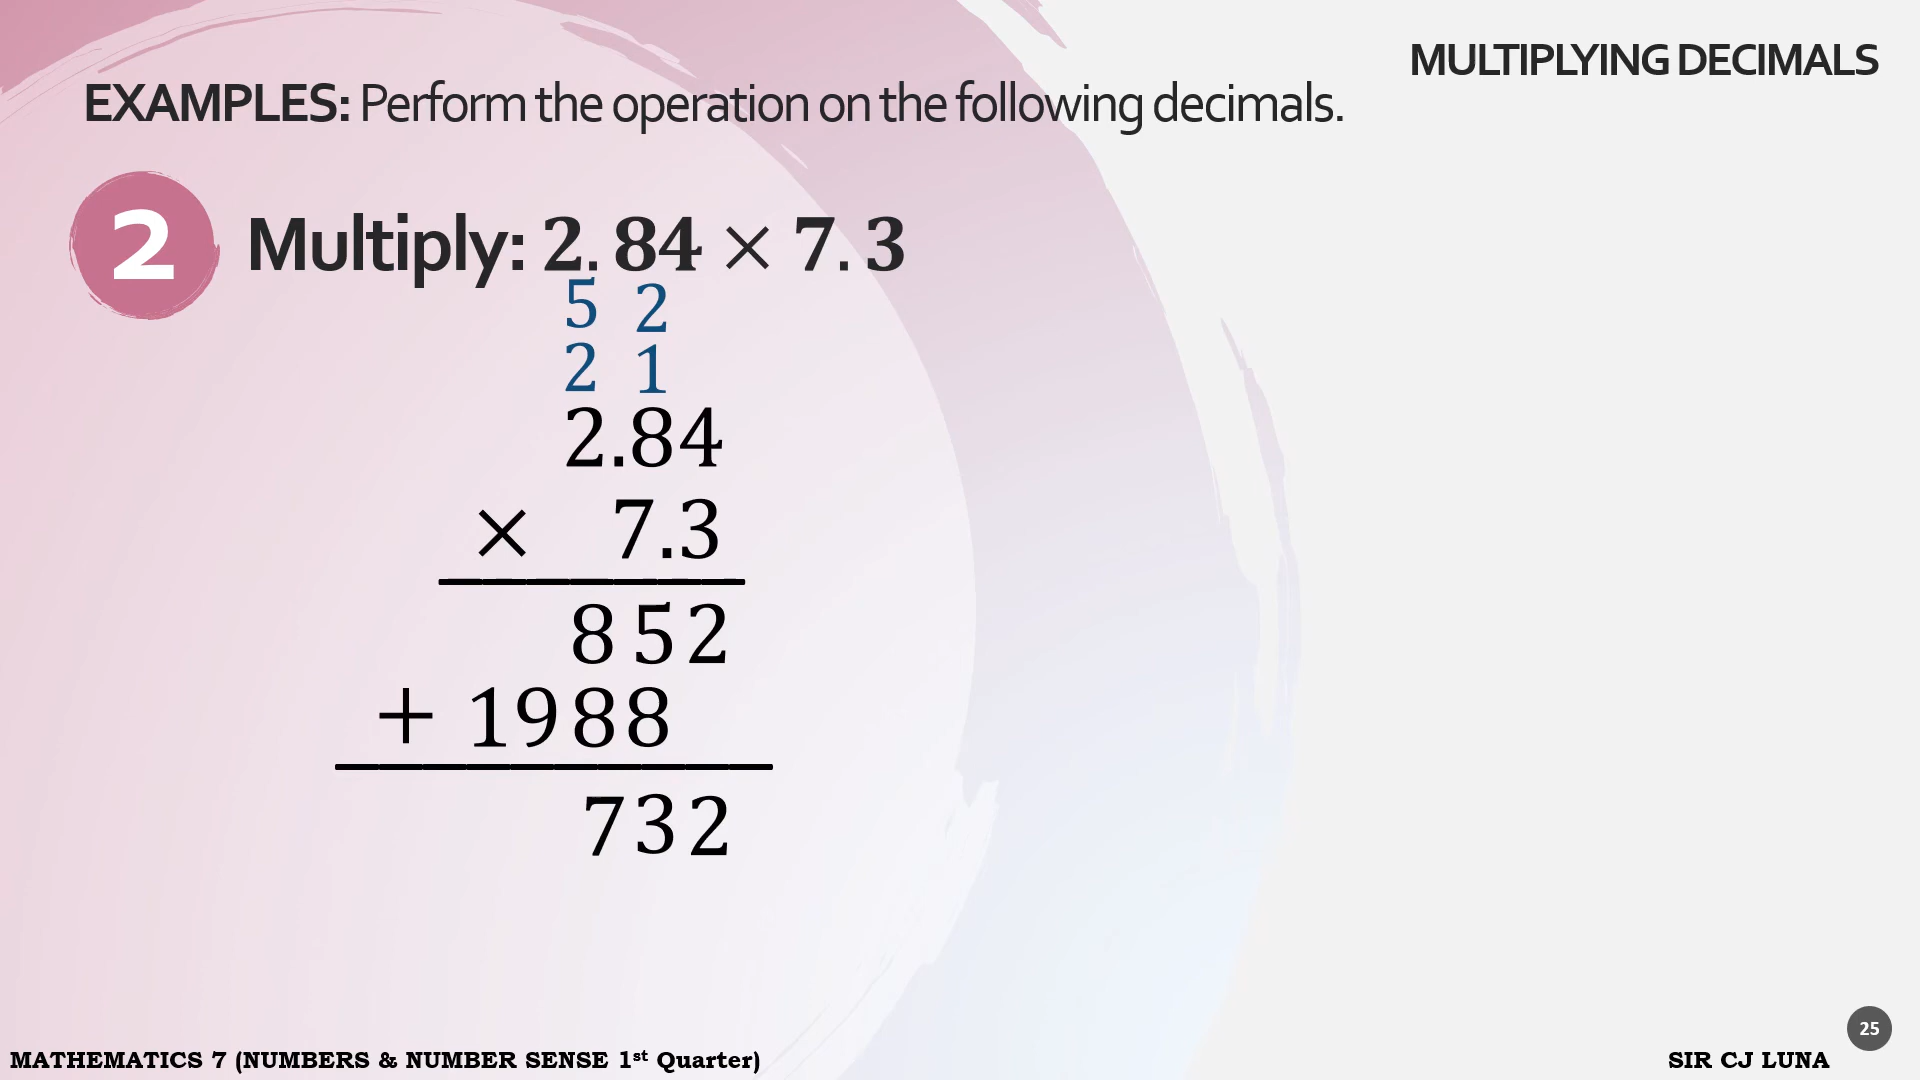 MULTIPLYING DECIMALS
EXAMPLES: Perform the operation on the following decimals.
2 Multiply: 2.84 × 7.3
5 2
2 1
2.84
× 7.3
852
+ 1988
732
25
MATHEMATICS 7 (NUMBERS & NUMBER SENSE 1st Quarter)
SIR CJ LUNA